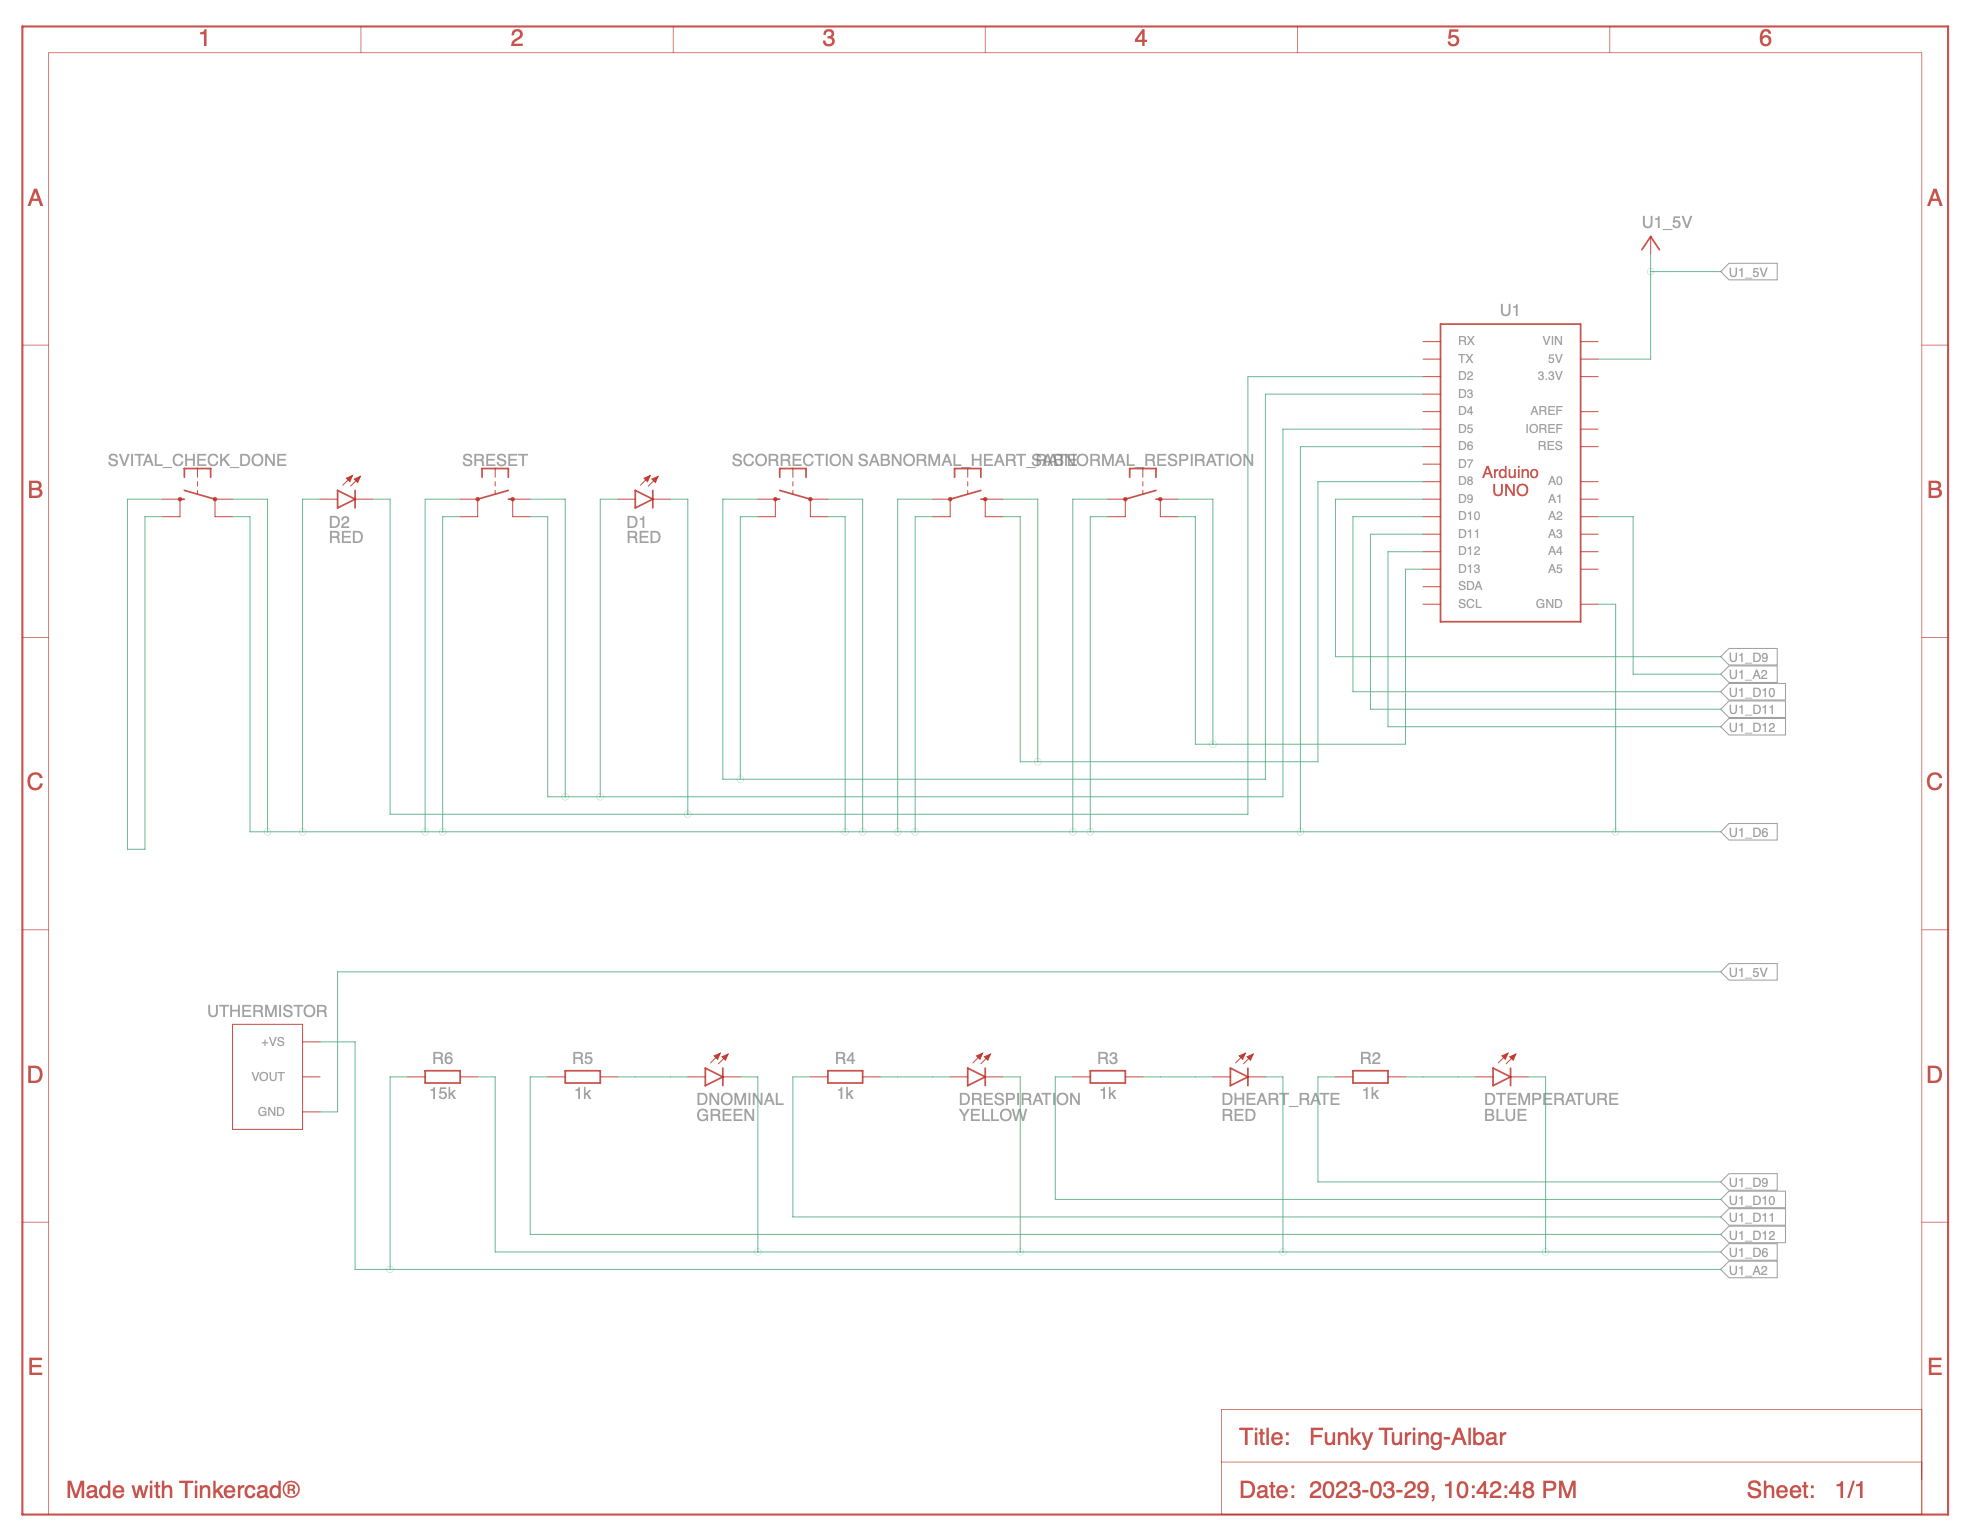 1 2 3 4 5 6
A A
U1_5V
U1_5V
U1
RX VIN
TX 5V
D2 3.3V
D3
D4 AREF
D5 IOREF
D6 RES
D7
Arduino
UNO
D8 A0
D9 A1
D10 A2
D11 A3
D12 A4
D13 A5
SDA
SCL GND
SVITAL_CHECK_DONE SRESET SCORRECTION SABNORMAL_HEART_RATE SABNORMAL_RESPIRATION
B B
D2 D1
RED RED
U1_D9
U1_A2
U1_D10
U1_D11
U1_D12
C C
U1_D6
U1_5V
UTHERMISTOR
+VS
VOUT
GND
R6 R5 R4 R3 R2
D D
15k 1k 1k 1k 1k
DNOMINAL DRESPIRATION DHEART_RATE DTEMPERATURE
GREEN YELLOW RED BLUE
U1_D9
U1_D10
U1_D11
U1_D12
U1_D6
U1_A2
E E
Title: Funky Turing-Albar
Made with Tinkercad®
Date: 2023-03-29, 10:42:48 PM Sheet: 1/1